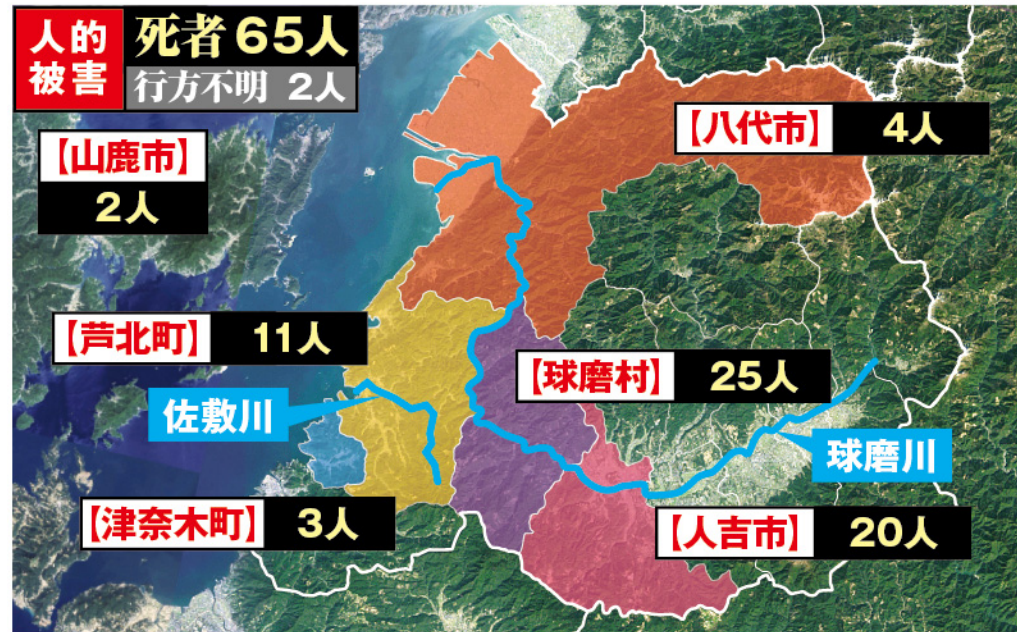 人的
被害
死者 65人
行方不明 2人
【山鹿市】
2人
【八代市】 4人
【芦北町】 11人
【球磨村】 25人
佐敷川
球磨川
【津奈木町】 3人
【人吉市】 20人